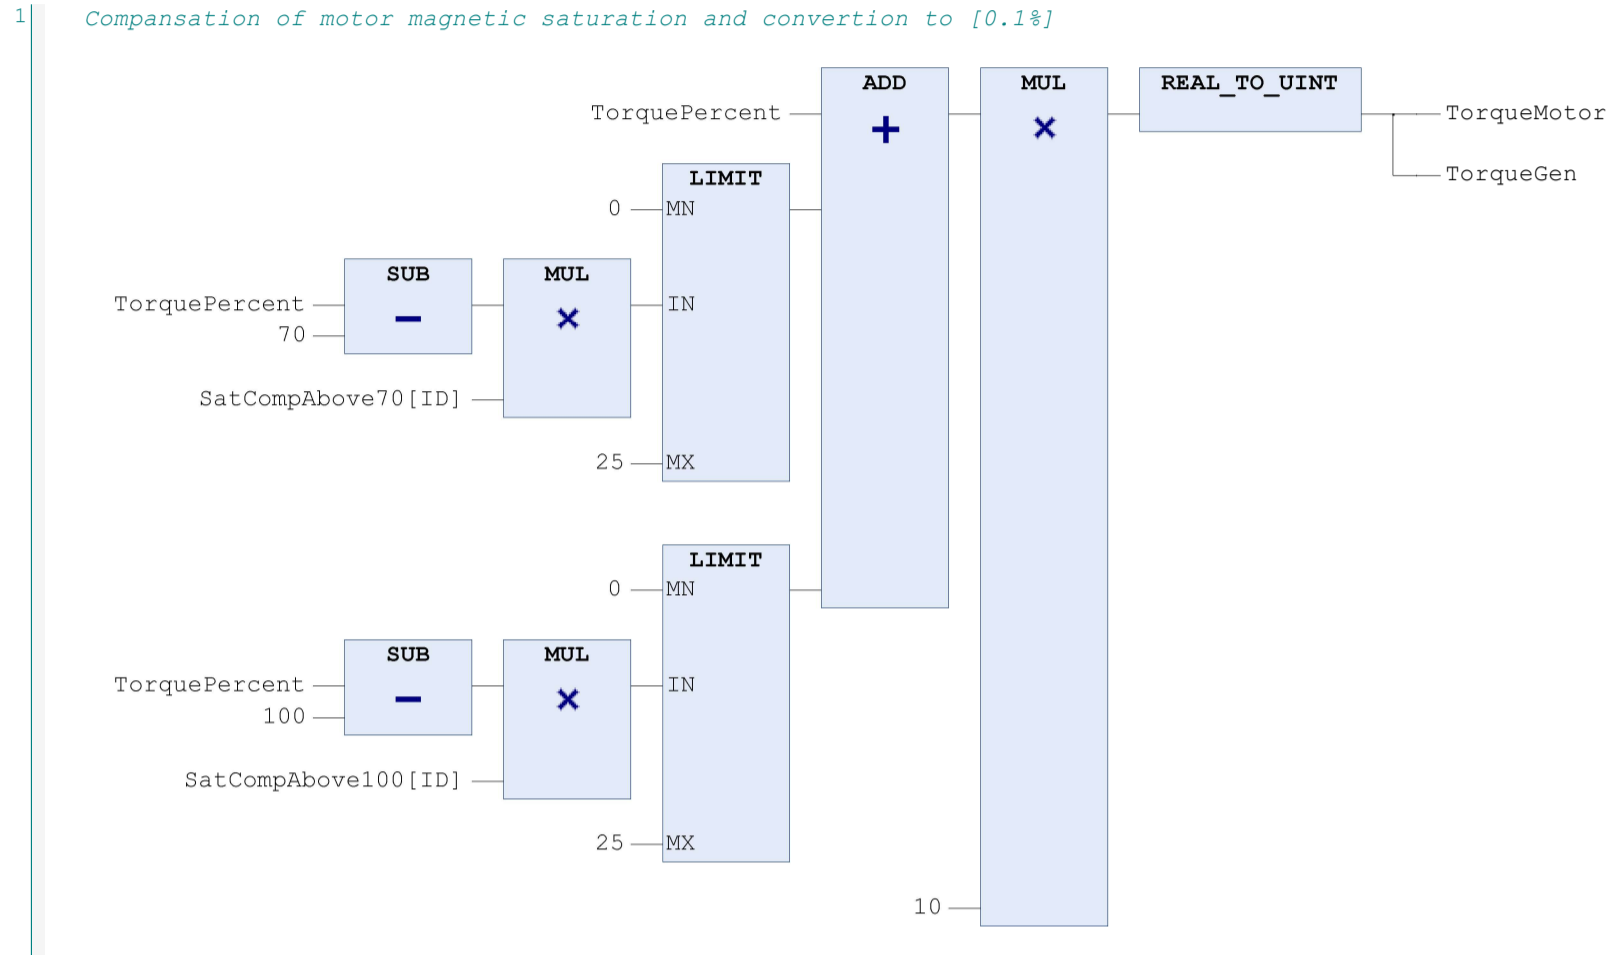 1
Compansation of motor magnetic saturation and convertion to [0.1%]
ADD
MUL
REAL_TO_UINT
TorquePercent
+
×
TorqueMotor
TorqueGen
LIMIT
0
MN
SUB
MUL
TorquePercent
−
×
IN
70
SatCompAbove70[ID]
25
MX
LIMIT
0
MN
SUB
MUL
TorquePercent
−
×
IN
100
SatCompAbove100[ID]
25
MX
10